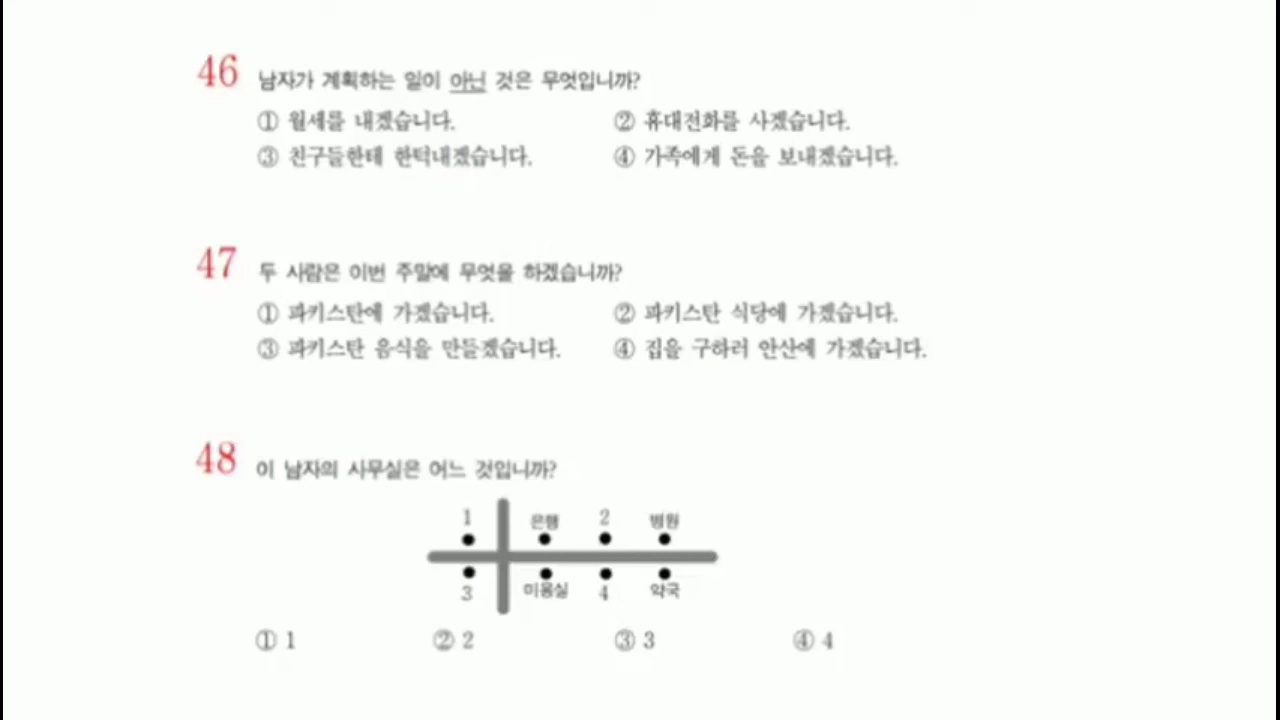 46 남자가 계획하는 일이 아닌 것은 무엇입니까?
① 월세를 내겠습니다. ② 휴대전화를 사겠습니다.
③ 친구들한테 한턱내겠습니다. ④ 가족에게 돈을 보내겠습니다.
47 두 사람은 이번 주말에 무엇을 하겠습니까?
① 파키스탄에 가겠습니다. ② 파키스탄 식당에 가겠습니다.
③ 파키스탄 음식을 만들겠습니다. ④ 집을 구하러 안산에 가겠습니다.
48 이 남자의 사무실은 어느 것입니까?
1 은행 2 병원
3 미용실 4 약국
① 1 ② 2 ③ 3 ④ 4